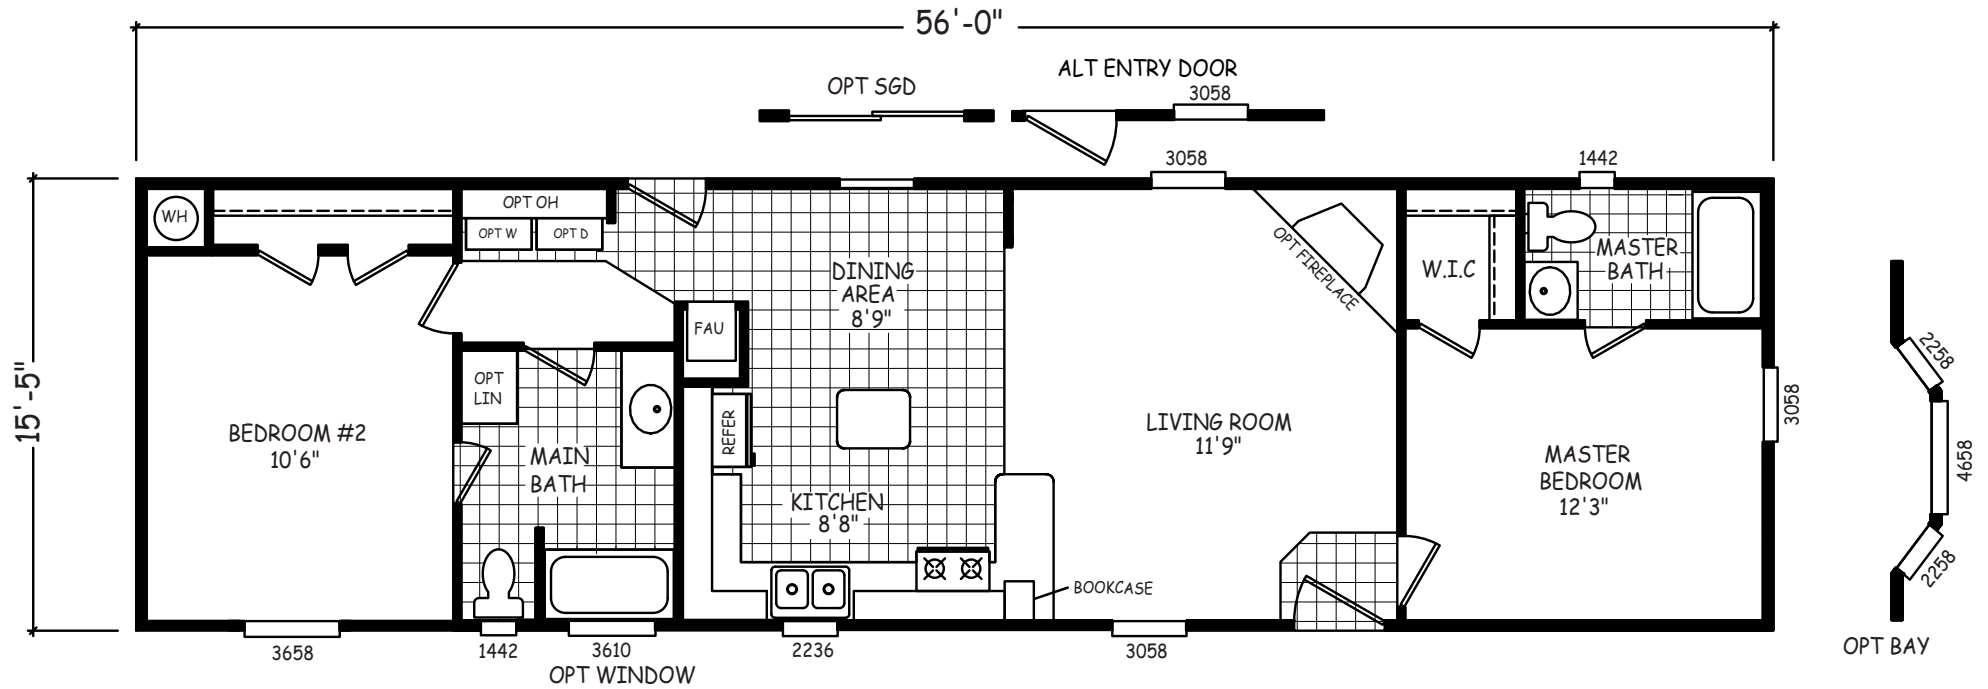 56'-0"
ALT ENTRY DOOR
OPT SGD
3058
3058
1442
15'-5"
WH
OPT OH
OPT W
OPT D
DINING
AREA
8'9"
OPT FIREPLACE
W.I.C
MASTER
BATH
FAU
OPT
LIN
REFER
BEDROOM #2
10'6"
MAIN
BATH
KITCHEN
8'8"
LIVING ROOM
11'9"
MASTER
BEDROOM
12'3"
3058
2258
4658
2258
BOOKCASE
3658
1442
3610
OPT WINDOW
2236
3058
OPT BAY